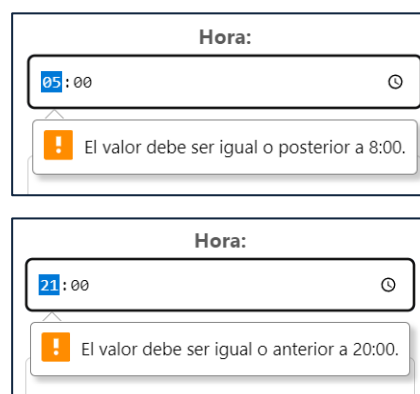 Hora:
05:00
El valor debe ser igual o posterior a 8:00.
Hora:
21:00
El valor debe ser igual o anterior a 20:00.